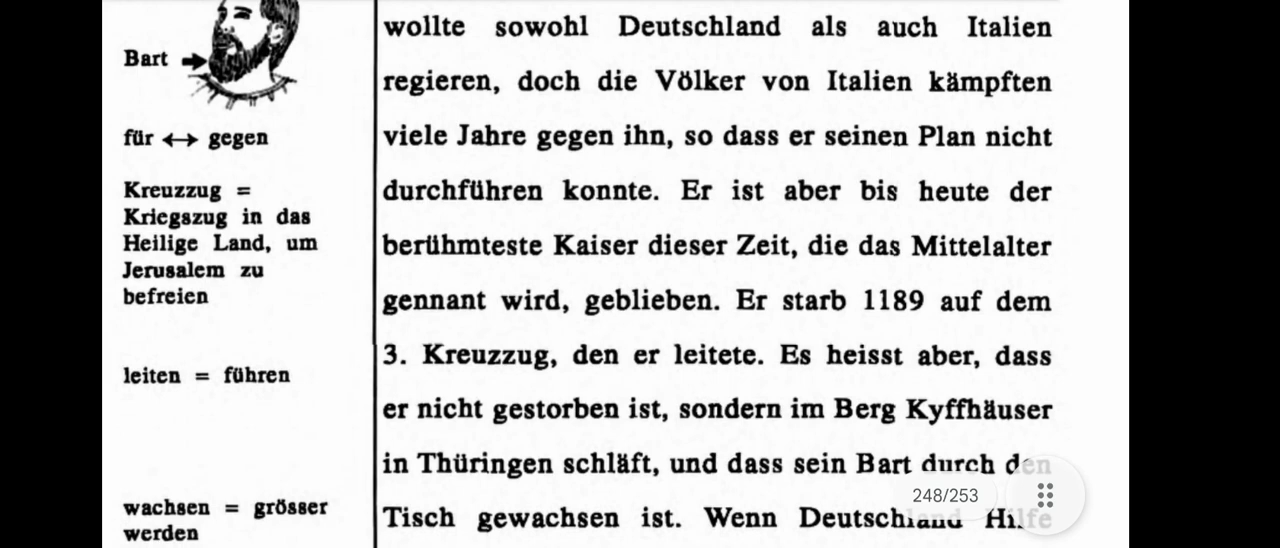 Bart
für ↔ gegen
Kreuzzug =
Kriegszug in das
Heilige Land, um
Jerusalem zu
befreien
leiten = führen
wachsen = grösser
werden
wollte sowohl Deutschland als auch Italien
regieren, doch die Völker von Italien kämpften
viele Jahre gegen ihn, so dass er seinen Plan nicht
durchführen konnte. Er ist aber bis heute der
berühmteste Kaiser dieser Zeit, die das Mittelalter
gennant wird, geblieben. Er starb 1189 auf dem
3. Kreuzzug, den er leitete. Es heisst aber, dass
er nicht gestorben ist, sondern im Berg Kyffhäuser
in Thüringen schläft, und dass sein Bart durch den
Tisch gewachsen ist. Wenn Deutschland Hilfe
248/253